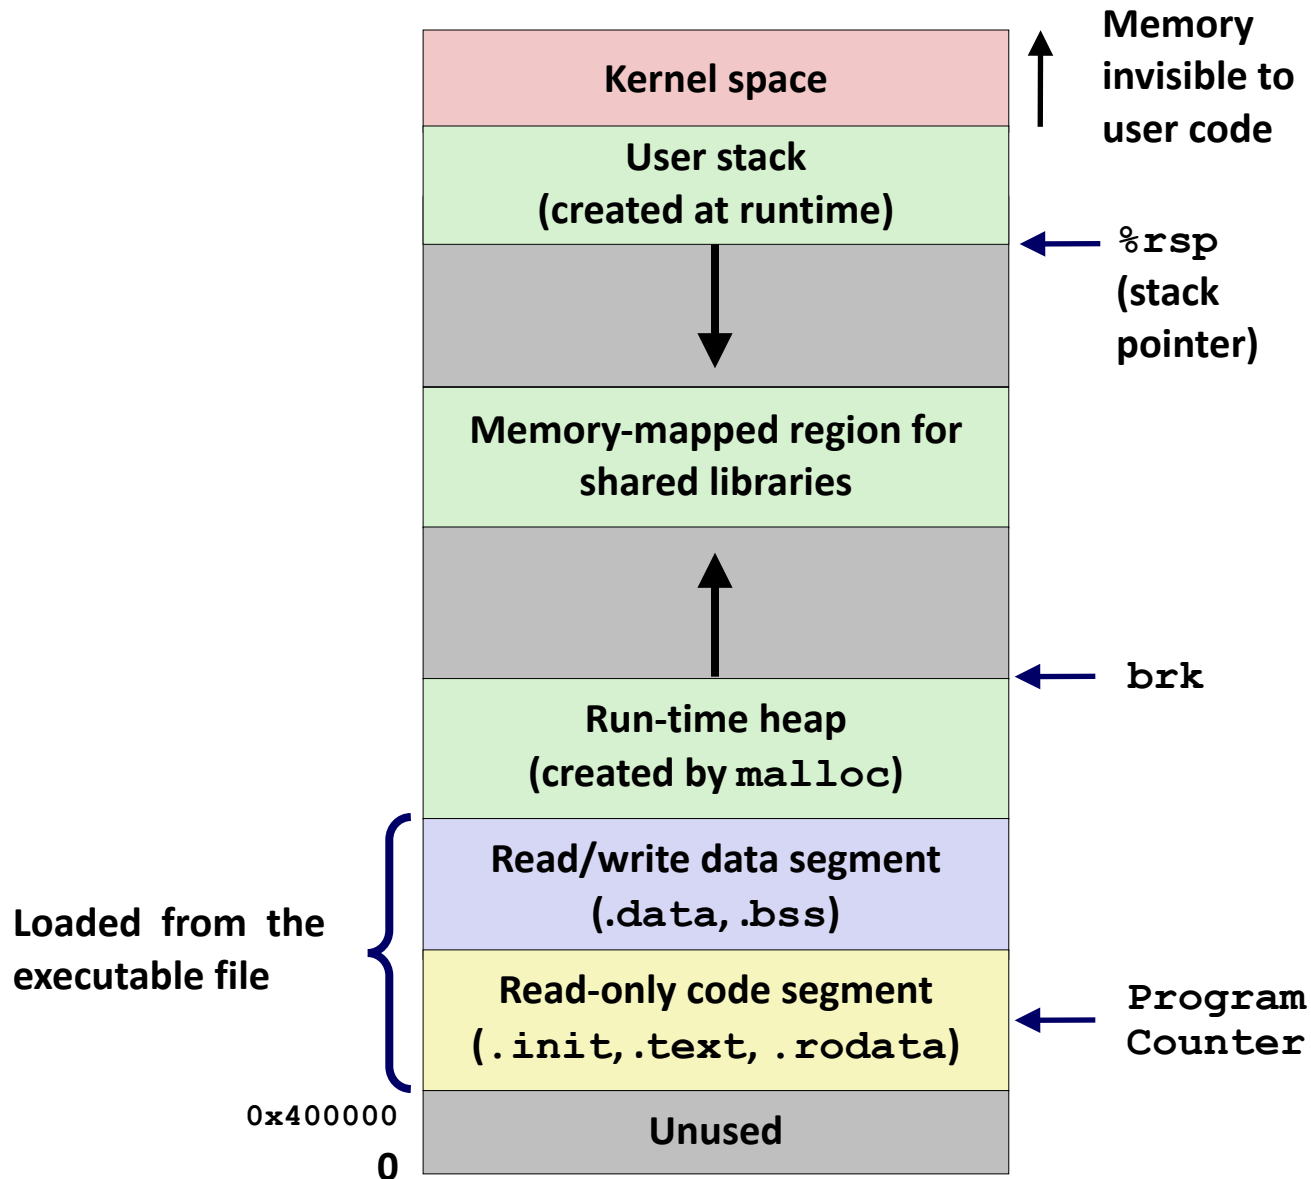 Memory
invisible to
user code
Kernel space
User stack
(created at runtime)
%rsp
(stack
pointer)
Memory-mapped region for
shared libraries
brk
Run-time heap
(created by malloc)
Read/write data segment
(.data, .bss)
Loaded from the
executable file
Read-only code segment
(.init, .text, .rodata)
Program
Counter
0x400000
Unused
0